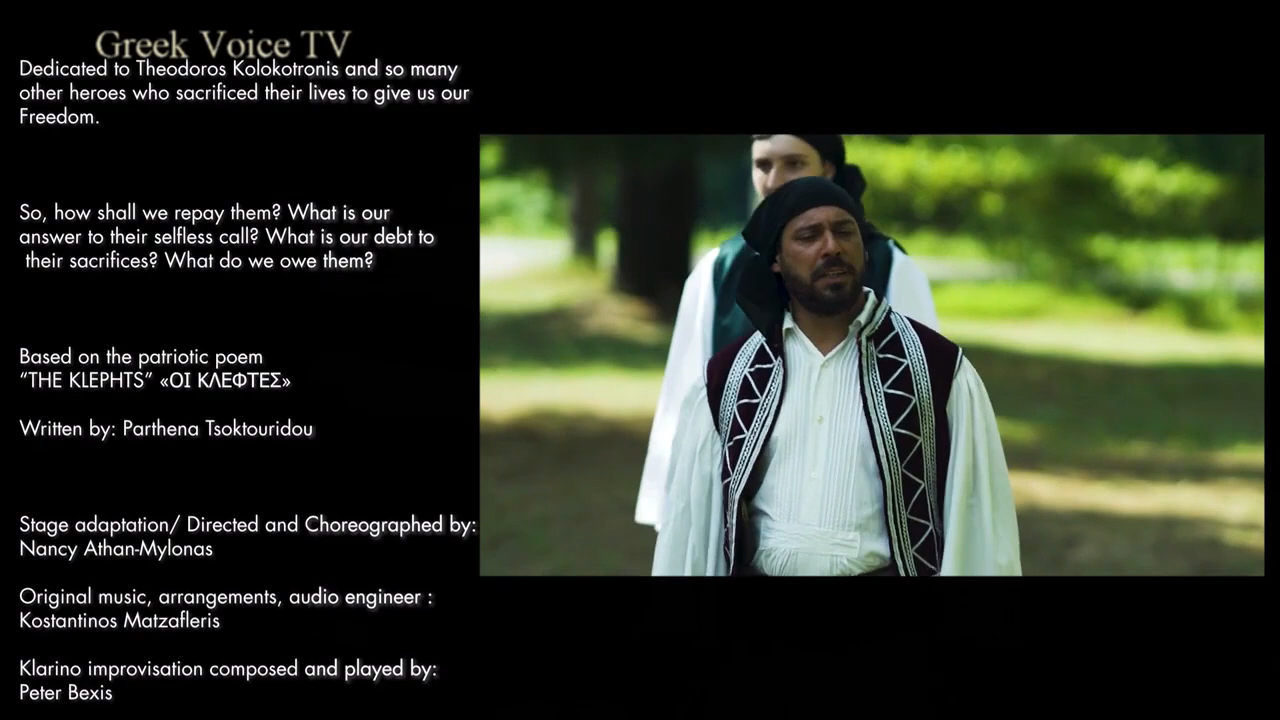 Greek Voice TV
Dedicated to Theodoros Kolokotronis and so many
other heroes who sacrificed their lives to give us our
Freedom.
So, how shall we repay them? What is our
answer to their selfless call? What is our debt to
their sacrifices? What do we owe them?
Based on the patriotic poem
“THE KLEPHTS” «ΟΙ ΚΛΕΦΤΕΣ»
Written by: Parthena Tsoktouridou
Stage adaptation/ Directed and Choreographed by:
Nancy Athan-Mylonas
Original music, arrangements, audio engineer :
Kostantinos Matzafleris
Klarino improvisation composed and played by:
Peter Bexis